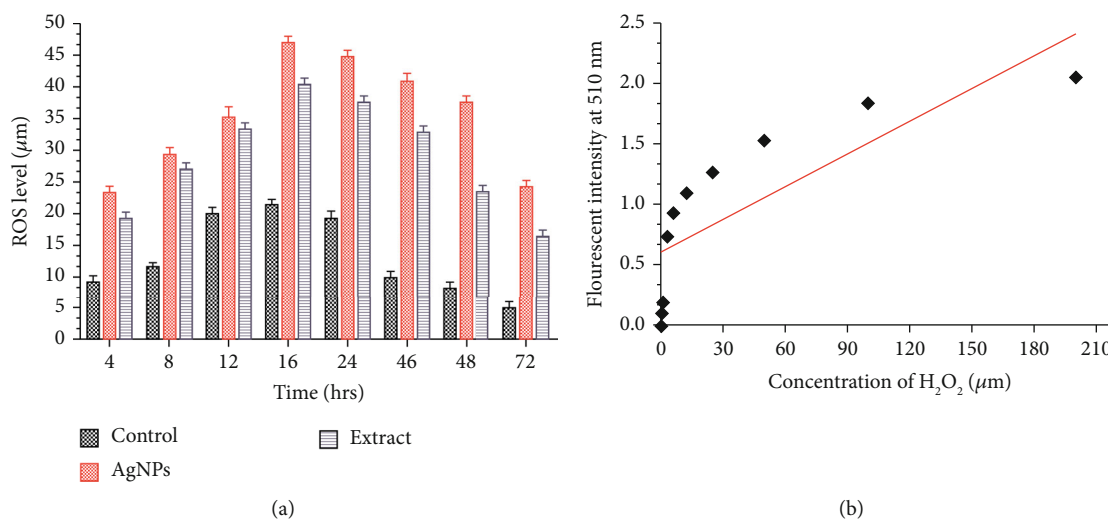 (a)
50
45
40
35
30
25
20
15
10
5
0
ROS level (μm)
4 8 12 16 24 46 48 72
Time (hrs)
Control
Extract
AgNPs
(a)
(b)
2.5
2.0
1.5
1.0
0.5
0.0
Flourescent intensity at 510 nm
0 30 60 90 120 150 180 210
Concentration of H₂O₂ (μm)
(b)